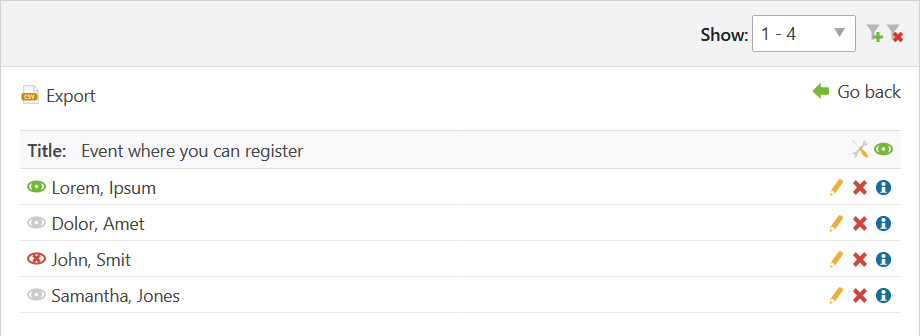 Show: 1 - 4
CSV Export
Go back
Title: Event where you can register
Lorem, Ipsum
Dolor, Amet
John, Smit
Samantha, Jones